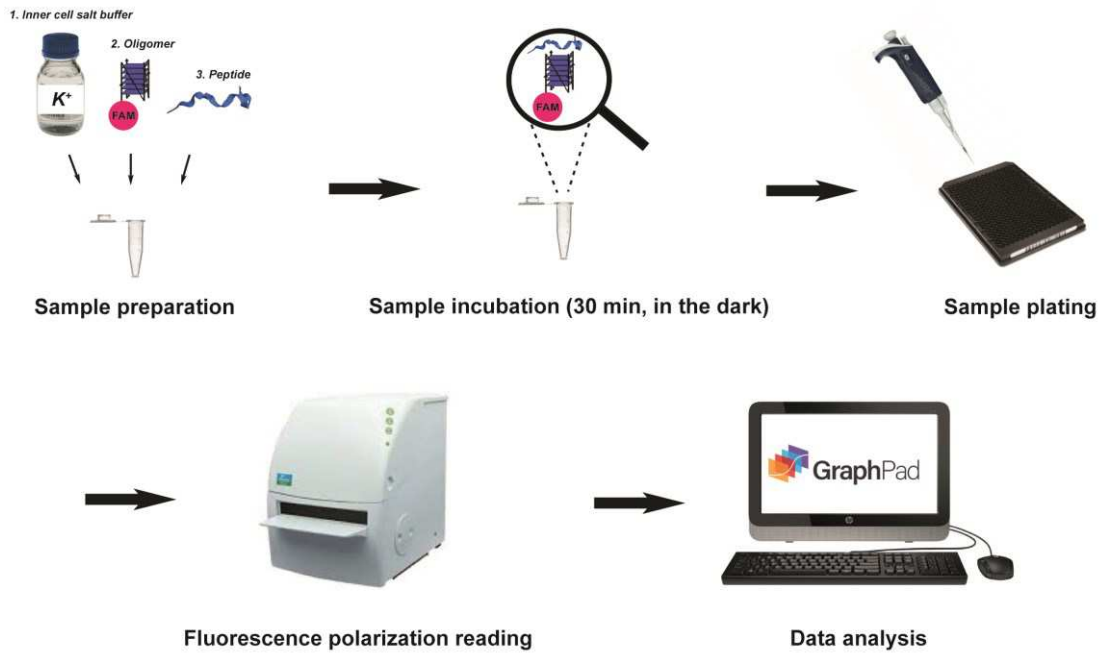 1. Inner cell salt buffer
2. Oligomer
3. Peptide
K+
FAM
FAM
Sample preparation
Sample incubation (30 min, in the dark)
Sample plating
GraphPad
Fluorescence polarization reading
Data analysis